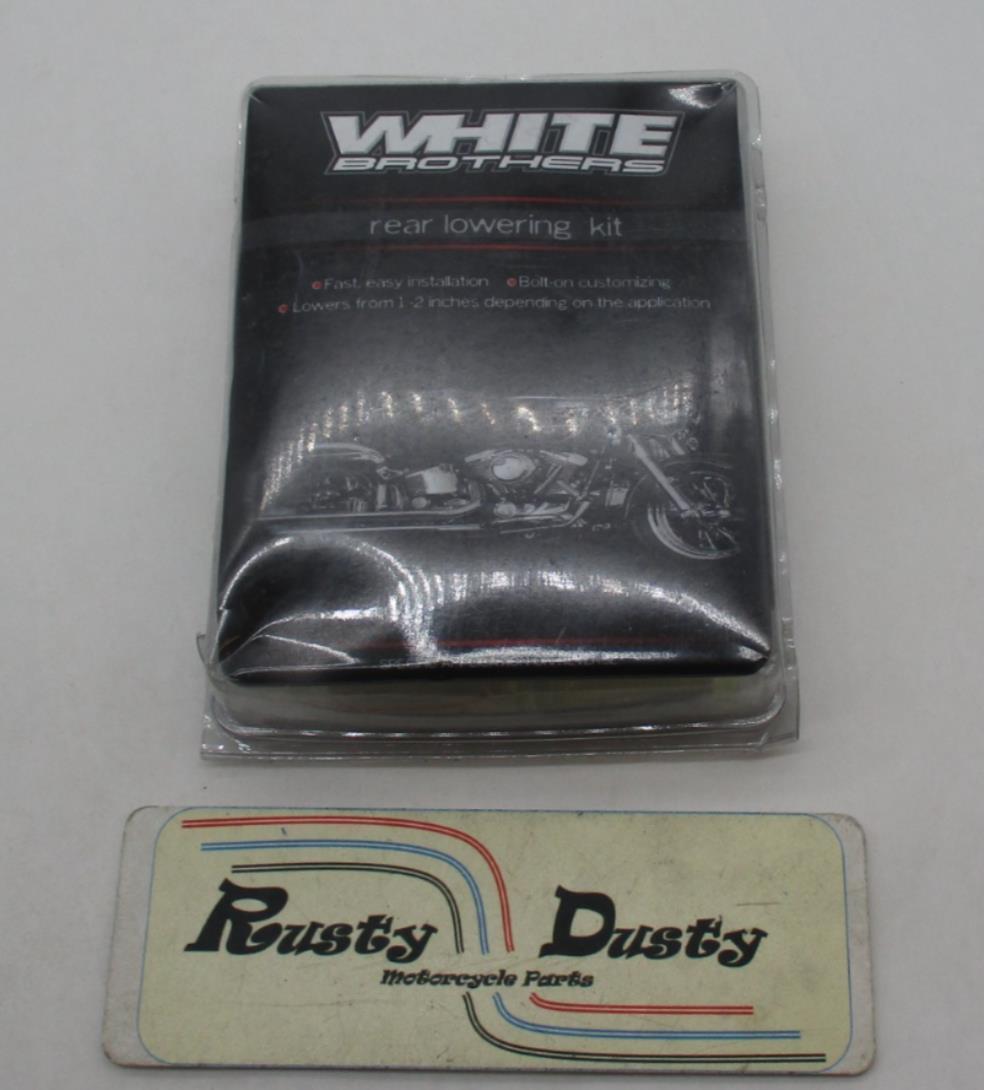 WHITE
BROTHERS
rear lowering kit
Fast, easy installation Bolt-on customizing
Lowers from 1-2 inches depending on the application
Rusty Dusty
Motorcycle Parts